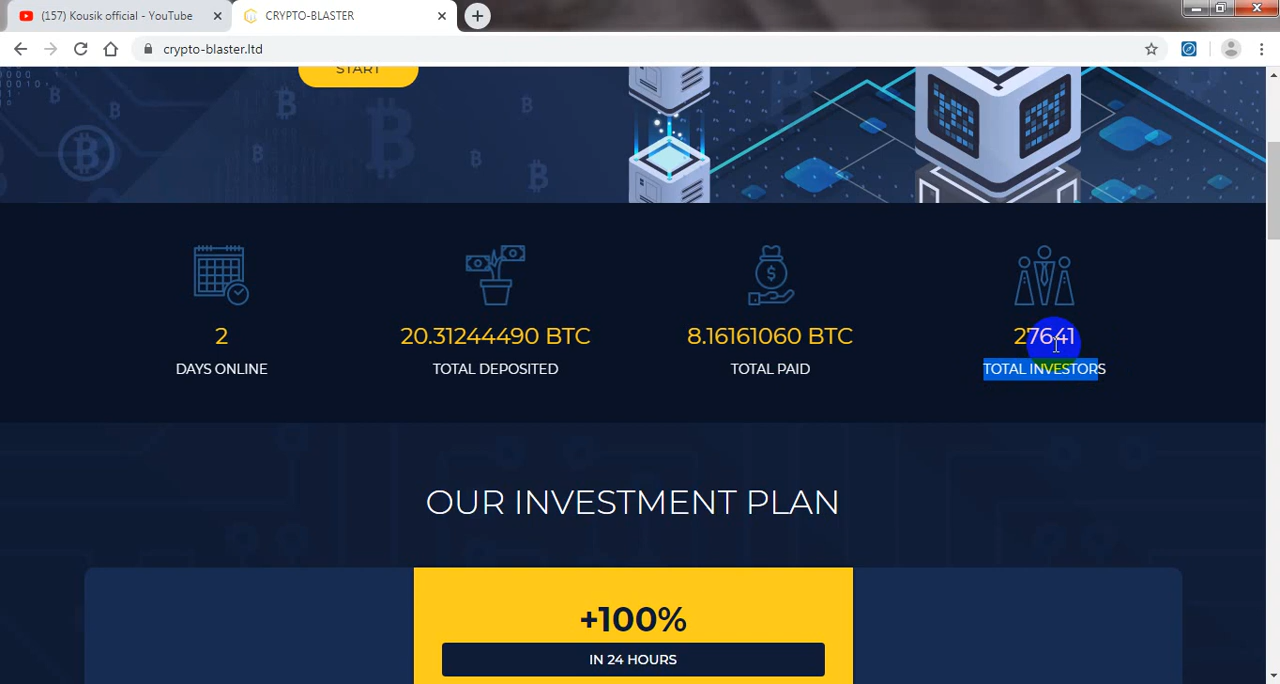 (157) Kousik official - YouTube
CRYPTO-BLASTER
crypto-blaster.ltd
START
2
DAYS ONLINE
20.31244490 BTC
TOTAL DEPOSITED
8.16161060 BTC
TOTAL PAID
27641
TOTAL INVESTORS
OUR INVESTMENT PLAN
+100%
IN 24 HOURS